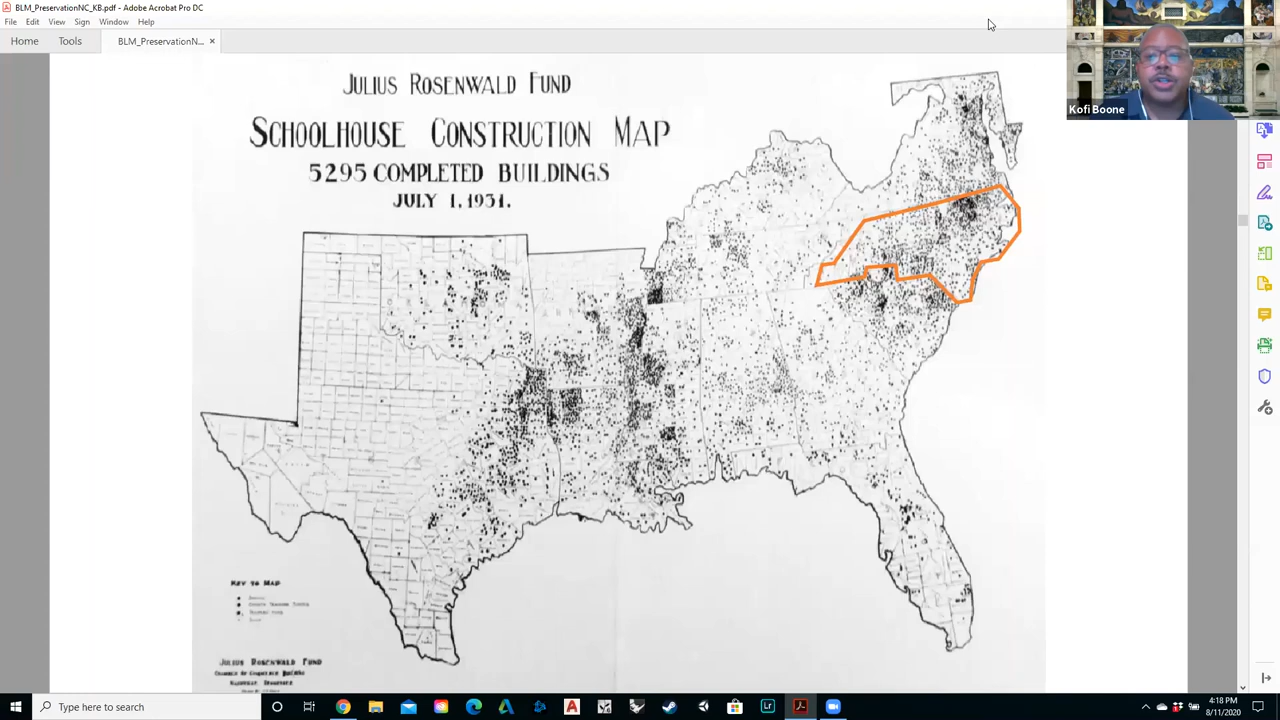 BLM_PreservationNC_KB.pdf - Adobe Acrobat Pro DC
File Edit View Sign Window Help
Home Tools BLM_PreservationN... ×
Kofi Boone
JULIUS ROSENWALD FUND
SCHOOLHOUSE CONSTRUCTION MAP
5295 COMPLETED BUILDINGS
JULY 1, 1931.
KEY TO MAP
JULIUS ROSENWALD FUND
Type here to search
4:18 PM
8/11/2020